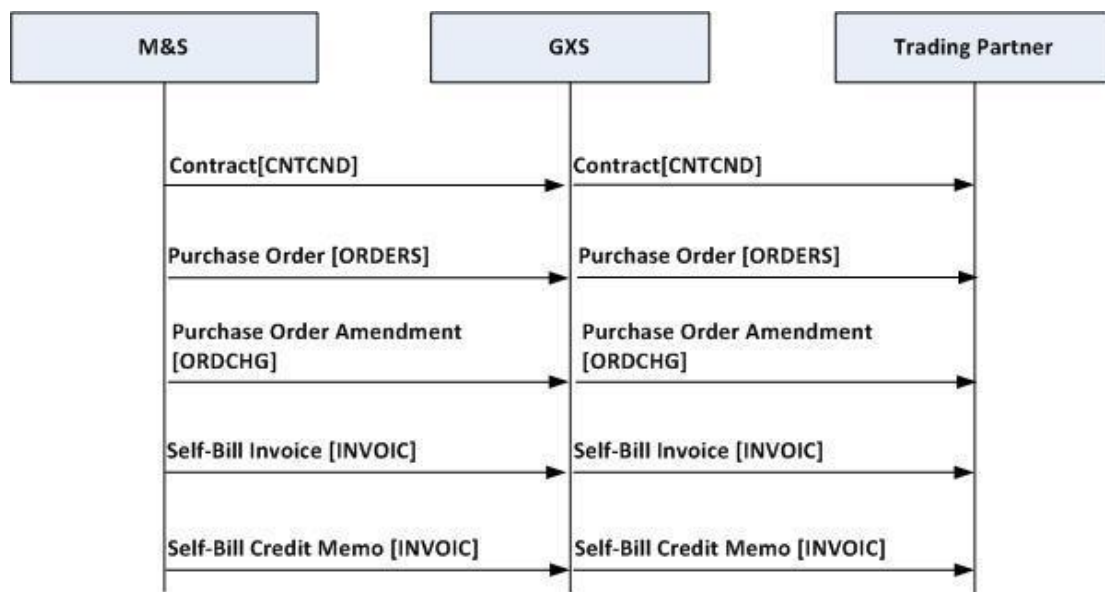 M&S
GXS
Trading Partner
Contract[CNTCND]
Contract[CNTCND]
Purchase Order [ORDERS]
Purchase Order [ORDERS]
Purchase Order Amendment
[ORDCHG]
Purchase Order Amendment
[ORDCHG]
Self-Bill Invoice [INVOIC]
Self-Bill Invoice [INVOIC]
Self-Bill Credit Memo [INVOIC]
Self-Bill Credit Memo [INVOIC]